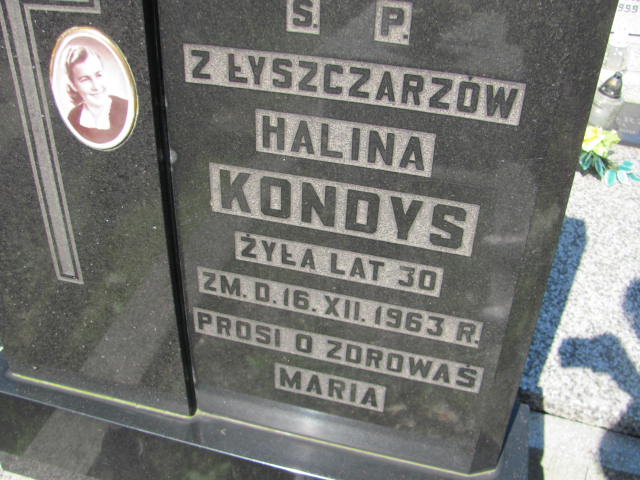 Ś. P.
Z ŁYSZCZARZÓW
HALINA
KONDYS
ŻYŁA LAT 30
ZM. D. 16. XII. 1963 R.
PROSI O ZDROWAŚ
MARIA